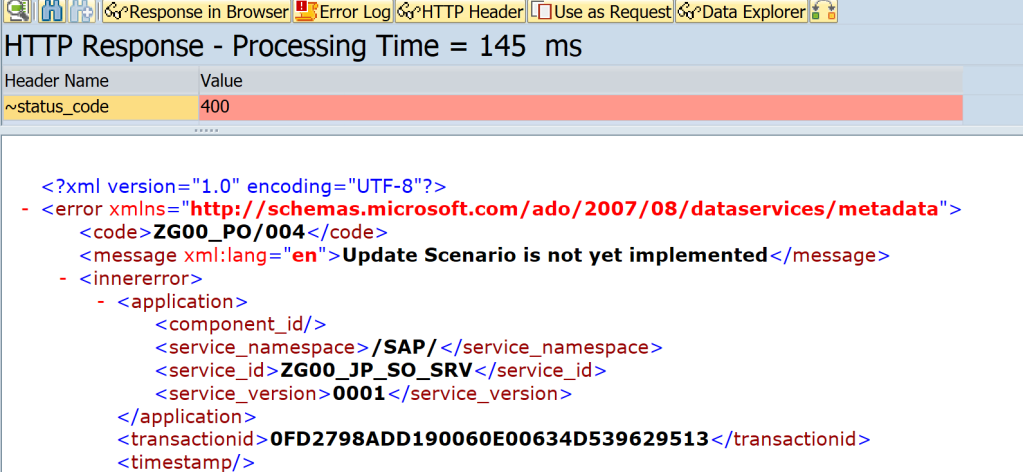 Response in Browser Error Log HTTP Header Use as Request Data Explorer
HTTP Response - Processing Time = 145 ms
Header Name Value
~status_code 400
<?xml version="1.0" encoding="UTF-8"?>
- <error xmlns="http://schemas.microsoft.com/ado/2007/08/dataservices/metadata">
<code>ZG00_PO/004</code>
<message xml:lang="en">Update Scenario is not yet implemented</message>
- <innererror>
- <application>
<component_id/>
<service_namespace>/SAP/</service_namespace>
<service_id>ZG00_JP_SO_SRV</service_id>
<service_version>0001</service_version>
</application>
<transactionid>0FD2798ADD190060E00634D539629513</transactionid>
<timestamp/>